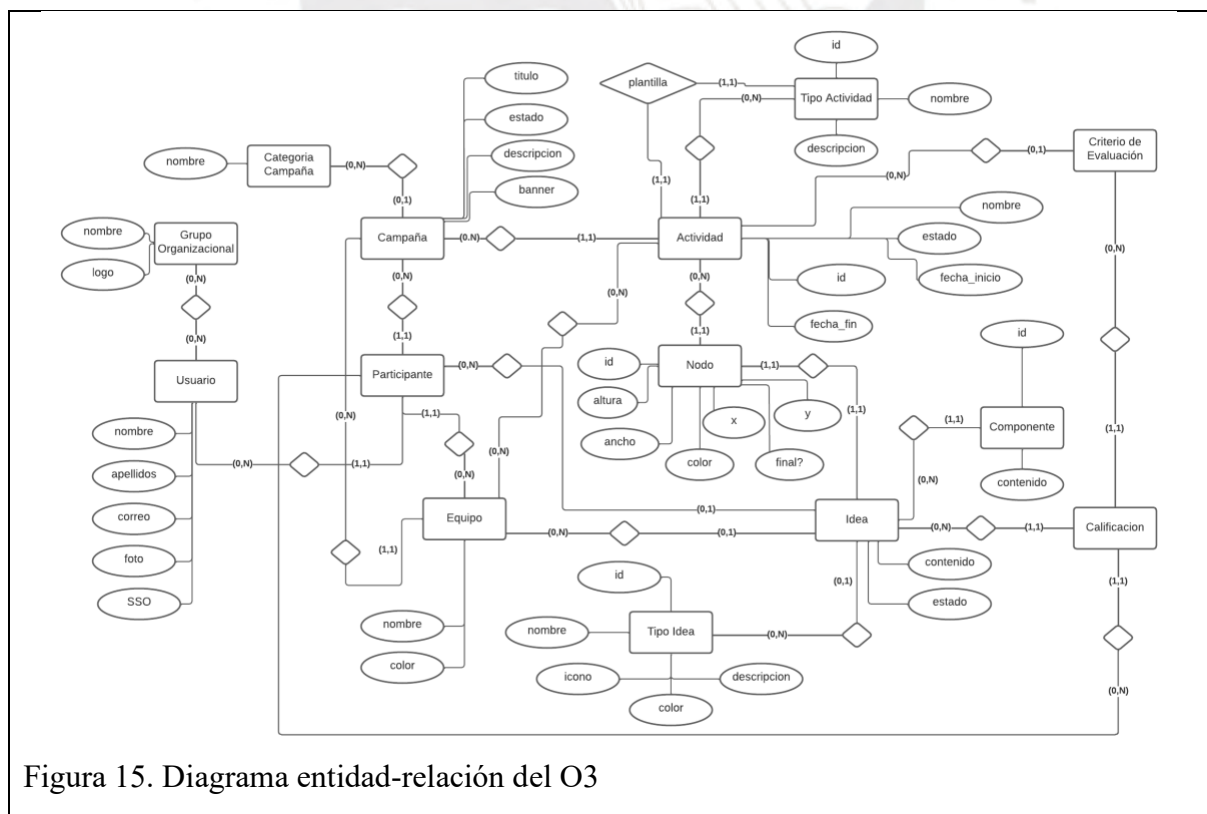 id
titulo
plantilla
(1,1)
Tipo Actividad
nombre
(0,N)
estado
descripcion
nombre
Categoria
Campaña
(0,N)
descripcion
(0,1)
Criterio de
Evaluación
(0,N)
banner
(0,1)
(1,1)
(1,1)
nombre
nombre
Grupo
Organizacional
Campaña
(0,N)
(1,1)
Actividad
estado
(0,N)
logo
(0,N)
(0,N)
(0,N)
(0,N)
id
fecha_inicio
(0,N)
fecha_fin
id
(0,N)
(1,1)
(1,1)
Usuario
Participante
(0,N)
id
Nodo
(1,1)
altura
(0,N)
(1,1)
x
y
(1,1)
(1,1)
Componente
nombre
ancho
color
final?
(1,1)
apellidos
(0,N)
(1,1)
(0,N)
(0,N)
(0,N)
contenido
correo
(0,1)
Equipo
Idea
Calificacion
foto
(1,1)
(0,N)
(0,1)
(0,N)
(1,1)
SSO
id
(0,1)
contenido
(1,1)
estado
nombre
nombre
Tipo Idea
(0,N)
color
icono
descripcion
(0,N)
color
Figura 15. Diagrama entidad-relación del O3